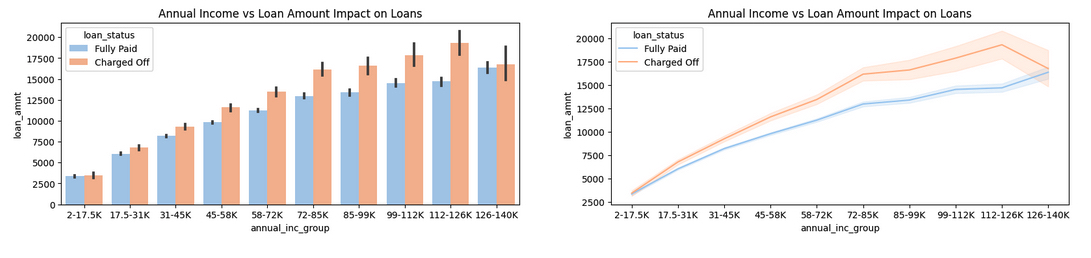 Annual Income vs Loan Amount Impact on Loans
loan_status
Fully Paid
Charged Off
20000
17500
15000
12500
10000
7500
5000
2500
0
loan_amnt
2-17.5K 17.5-31K 31-45K 45-58K 58-72K 72-85K 85-99K 99-112K 112-126K 126-140K
annual_inc_group
Annual Income vs Loan Amount Impact on Loans
loan_status
Fully Paid
Charged Off
20000
17500
15000
12500
10000
7500
5000
2500
loan_amnt
2-17.5K 17.5-31K 31-45K 45-58K 58-72K 72-85K 85-99K 99-112K 112-126K 126-140K
annual_inc_group